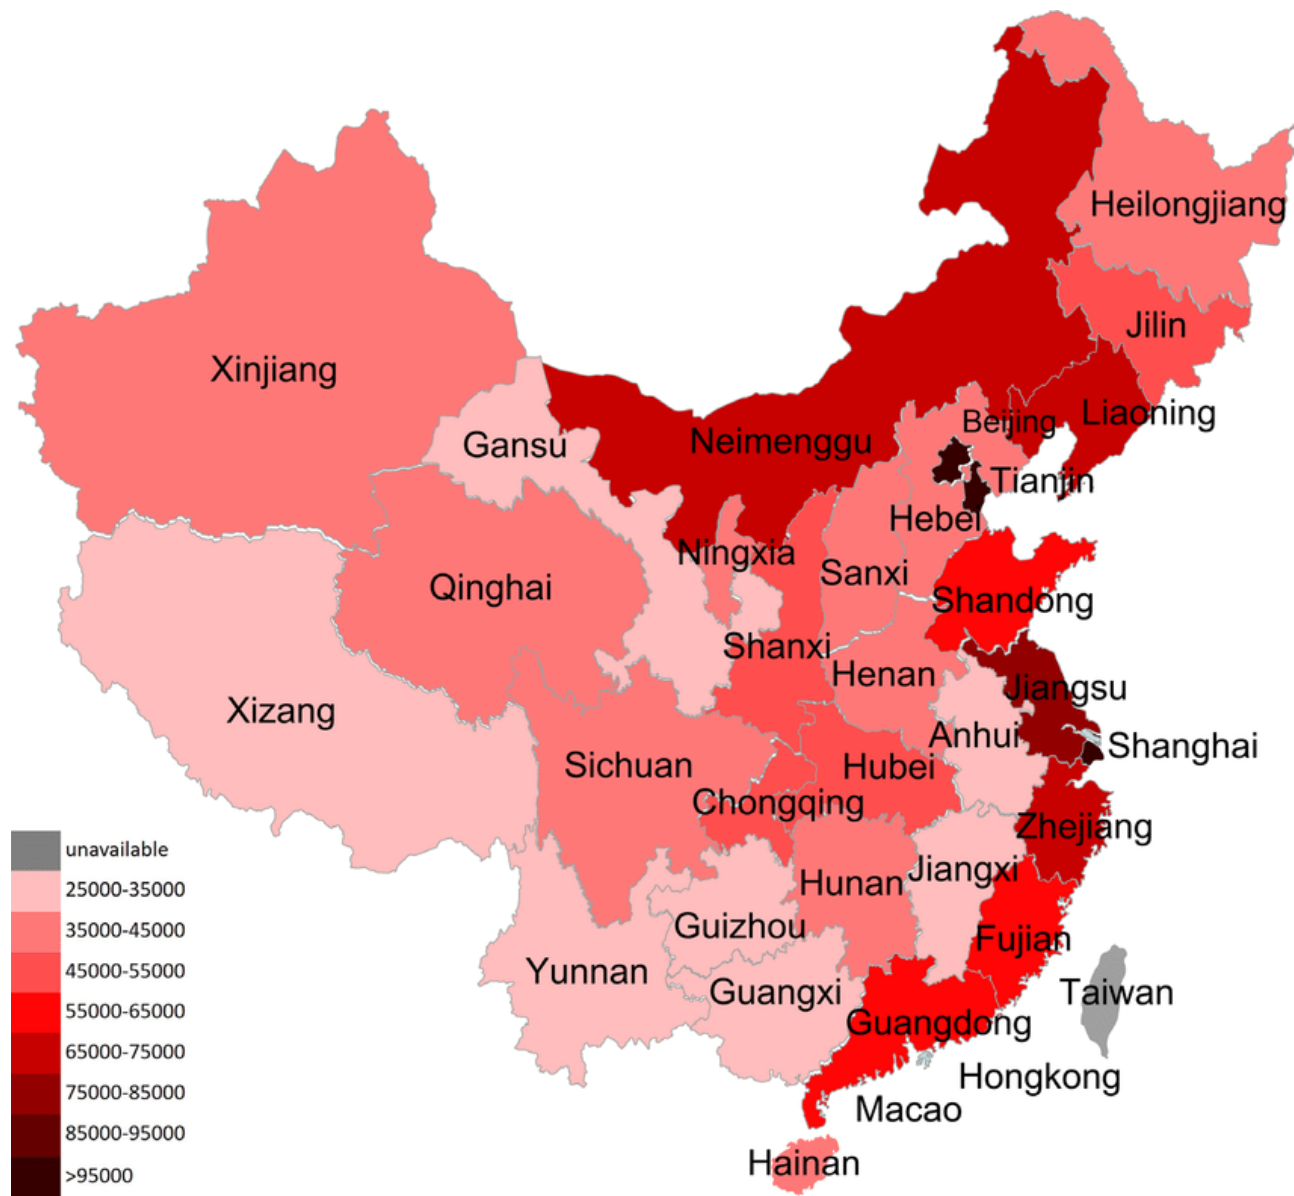 Heilongjiang
Jilin
Xinjiang
Liaoning
Beijing
Neimenggu
Gansu
Tianjin
Hebei
Ningxia
Sanxi
Qinghai
Shandong
Shanxi
Henan
Jiangsu
Xizang
Anhui
Shanghai
Sichuan
Hubei
Chongqing
Zhejiang
Jiangxi
Hunan
Guizhou
Fujian
Yunnan
Guangxi
Taiwan
Guangdong
Hongkong
Macao
Hainan
unavailable
25000-35000
35000-45000
45000-55000
55000-65000
65000-75000
75000-85000
85000-95000
>95000